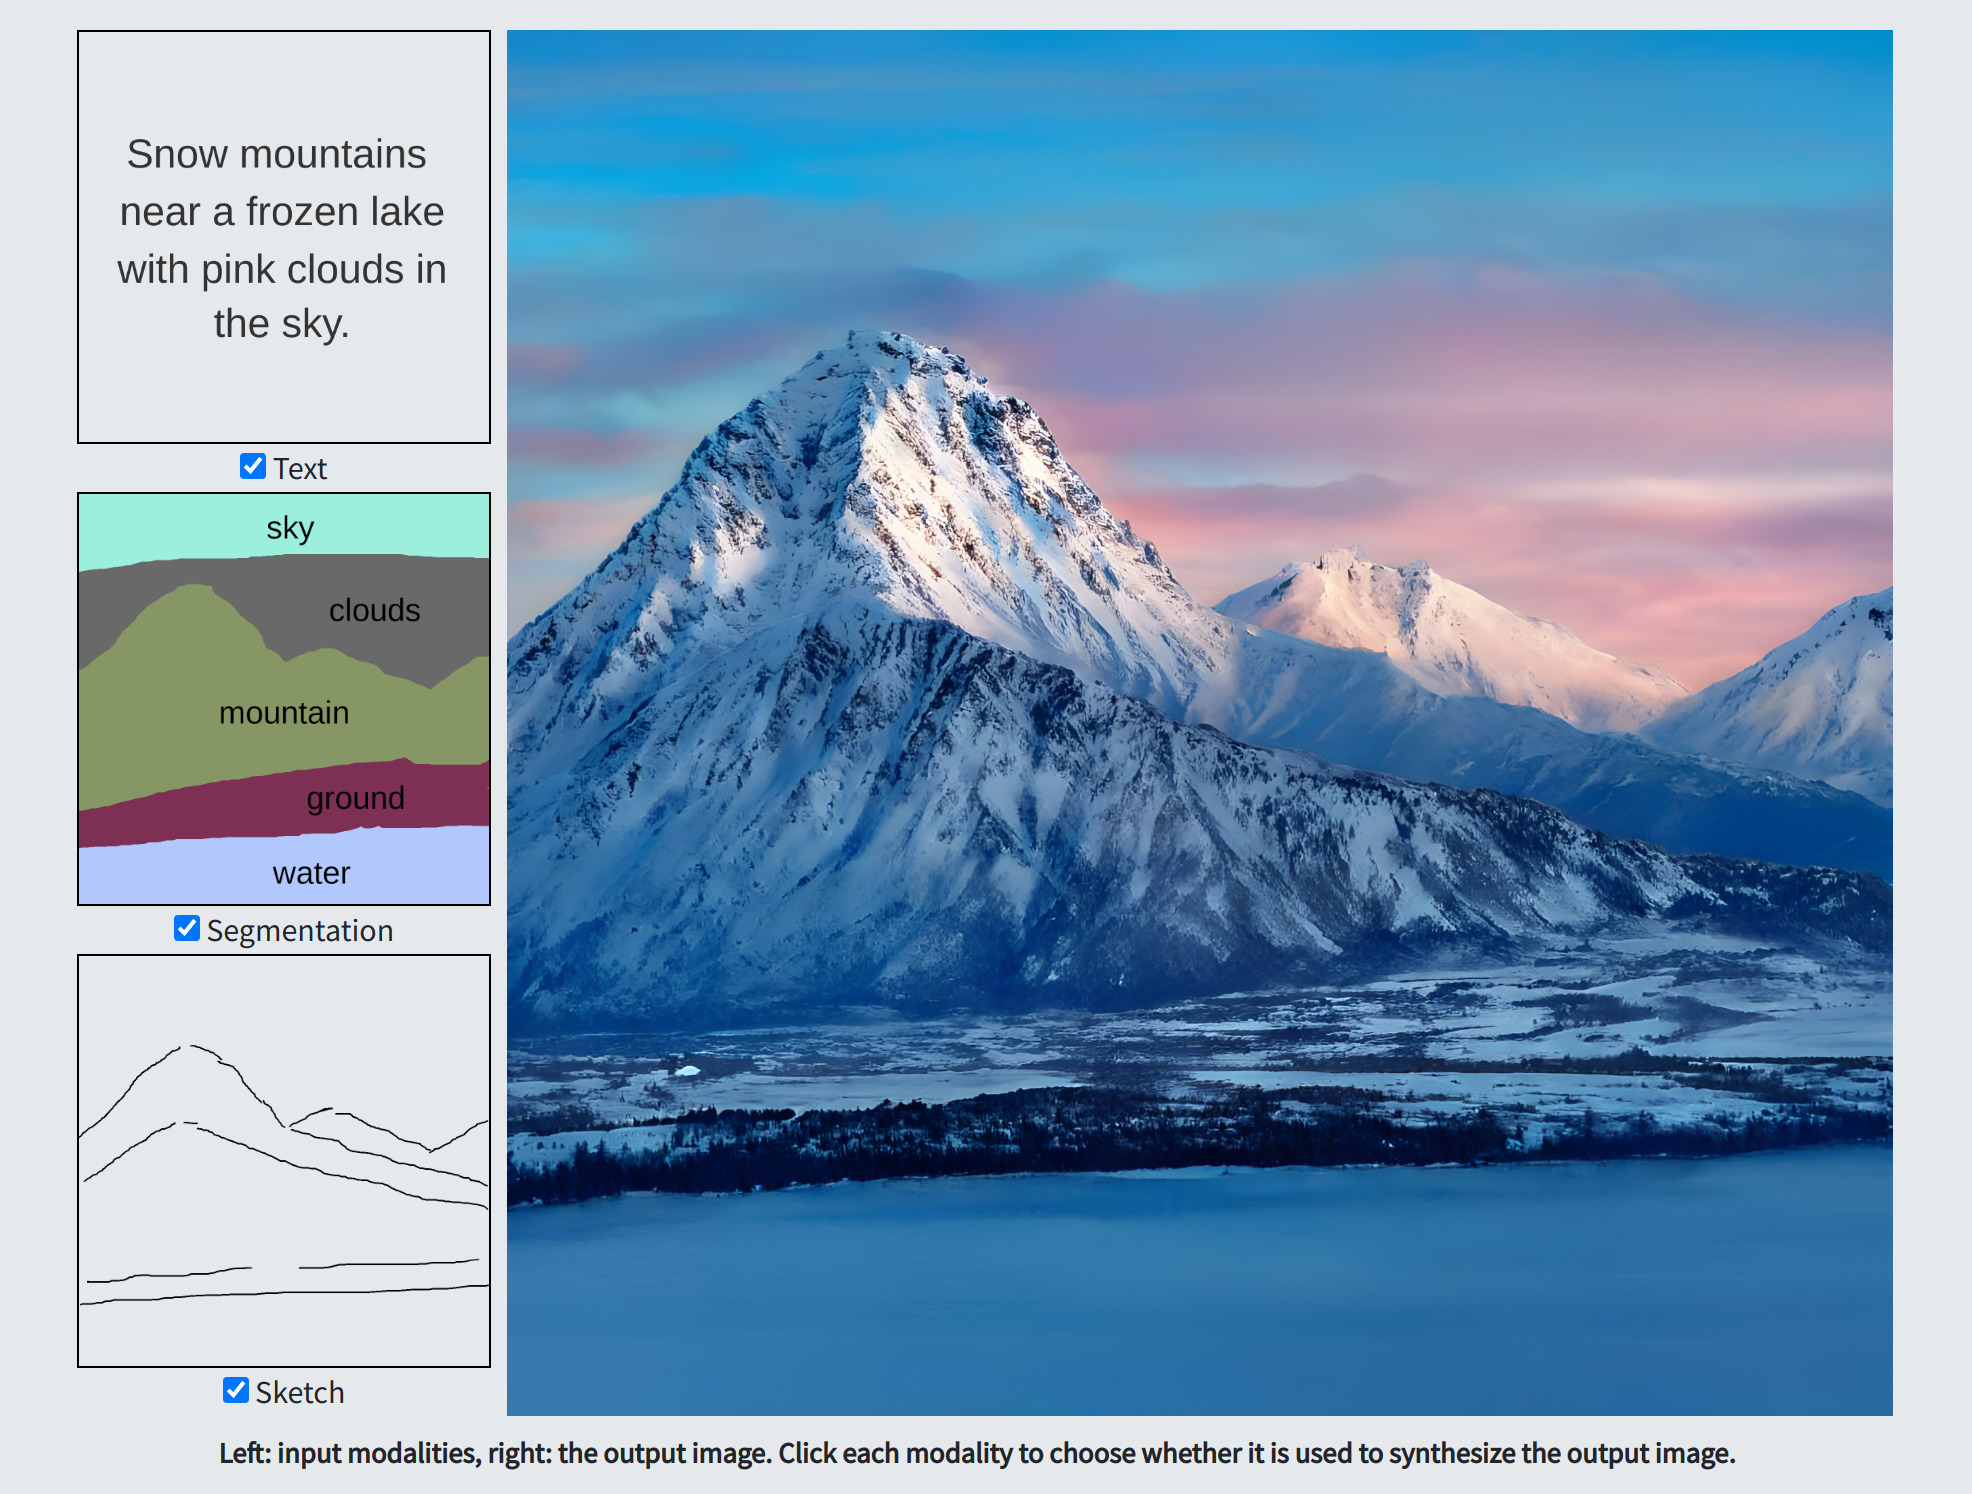 Snow mountains
near a frozen lake
with pink clouds in
the sky.
Text
sky
clouds
mountain
ground
water
Segmentation
Sketch
Left: input modalities, right: the output image. Click each modality to choose whether it is used to synthesize the output image.